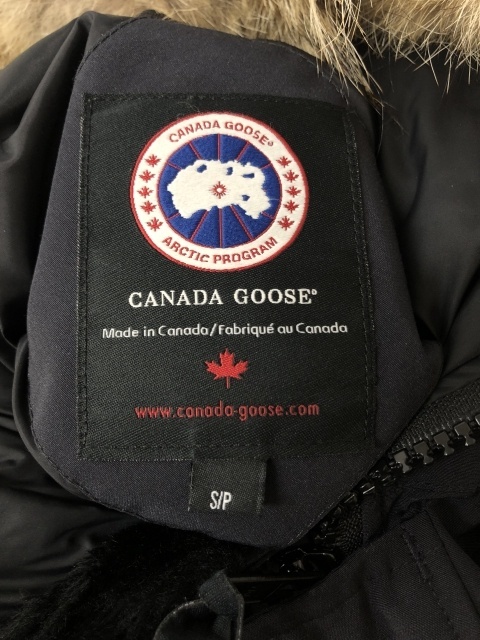 CANADA GOOSE®
ARCTIC PROGRAM
CANADA GOOSE®
Made in Canada/Fabriqué au Canada
www.canada-goose.com
S/P